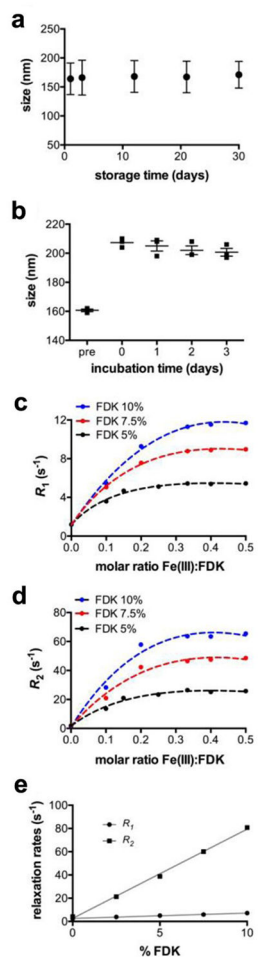 a
250
200
150
100
50
size (nm)
0 10 20 30
storage time (days)
b
220
200
180
160
140
size (nm)
pre 0 1 2 3
incubation time (days)
c
FDK 10%
FDK 7.5%
FDK 5%
12
8
4
0
R1 (s-1)
0.0 0.1 0.2 0.3 0.4 0.5
molar ratio Fe(III):FDK
d
FDK 10%
FDK 7.5%
FDK 5%
80
60
40
20
0
R2 (s-1)
0.0 0.1 0.2 0.3 0.4 0.5
molar ratio Fe(III):FDK
e
100
80
60
40
20
0
relaxation rates (s-1)
R1
R2
0 5 10
% FDK